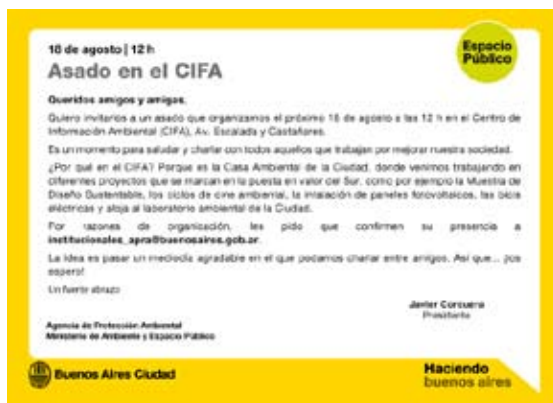 18 de agosto | 12 h
Espacio
Público
Asado en el CIFA
Queridos amigos y amigas,
Quiero invitarlos a un asado que organizamos el próximo 18 de agosto a las 12 h en el Centro de
Información Ambiental (CIFA), Av. Escalada y Castañares.
Es un momento para saludar y charlar con todos aquellos que trabajan por mejorar nuestra sociedad.
¿Por qué en el CIFA? Porque es la Casa Ambiental de la Ciudad, donde venimos trabajando en
diferentes proyectos que se marcan en la puesta en valor del Sur, como por ejemplo la Muestra de
Diseño Sustentable, los ciclos de cine ambiental, la instalación de paneles fotovoltaicos, las bicis
eléctricas y aloja al laboratorio ambiental de la Ciudad.
Por razones de organización, les pido que confirmen su presencia a
institucionales_apra@buenosaires.gob.ar.
La idea es pasar un mediodía agradable en el que podamos charlar entre amigos. Así que... ¡los
espero!
Un fuerte abrazo
Javier Corcuera
Presidente
Agencia de Protección Ambiental
Ministerio de Ambiente y Espacio Público
Buenos Aires Ciudad
Haciendo
buenos aires